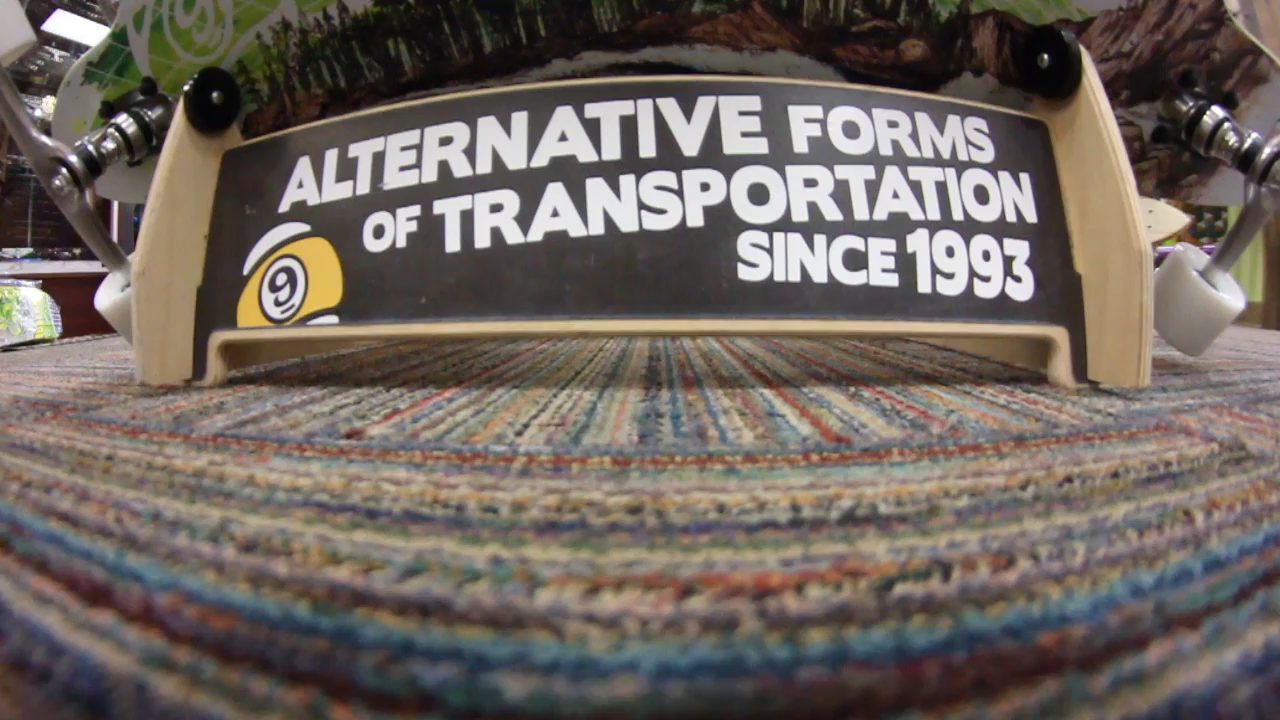 ALTERNATIVE FORMS
OF TRANSPORTATION
SINCE 1993
9